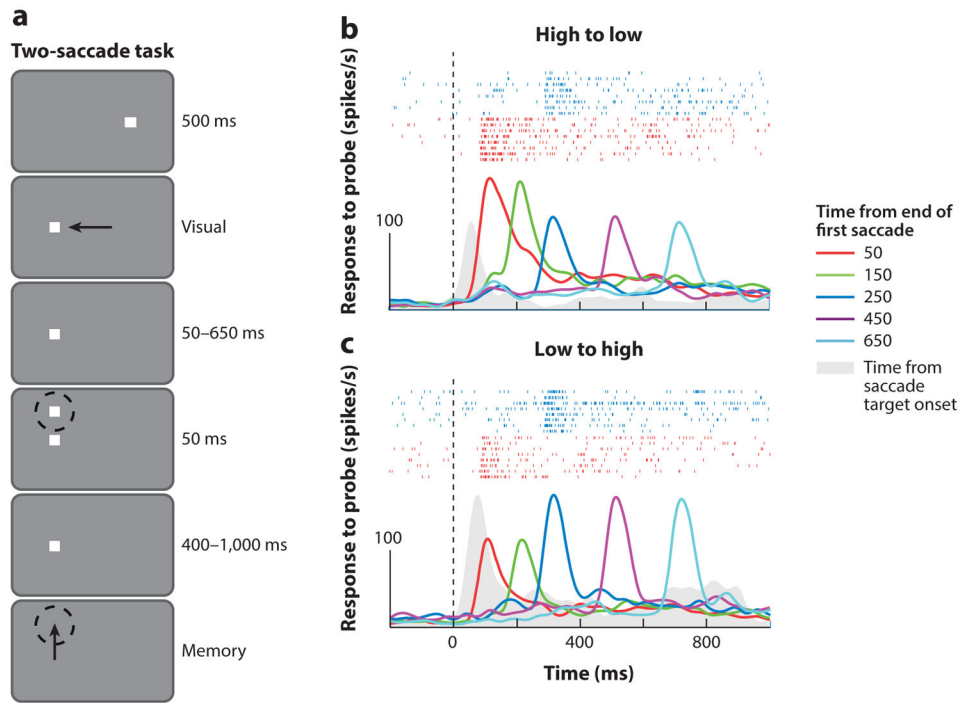 a
Two-saccade task
500 ms
Visual
50–650 ms
50 ms
400–1,000 ms
Memory
b
High to low
Response to probe (spikes/s)
100
c
Low to high
Response to probe (spikes/s)
100
0
400
800
Time (ms)
Time from end of
first saccade
50
150
250
450
650
Time from
saccade
target onset